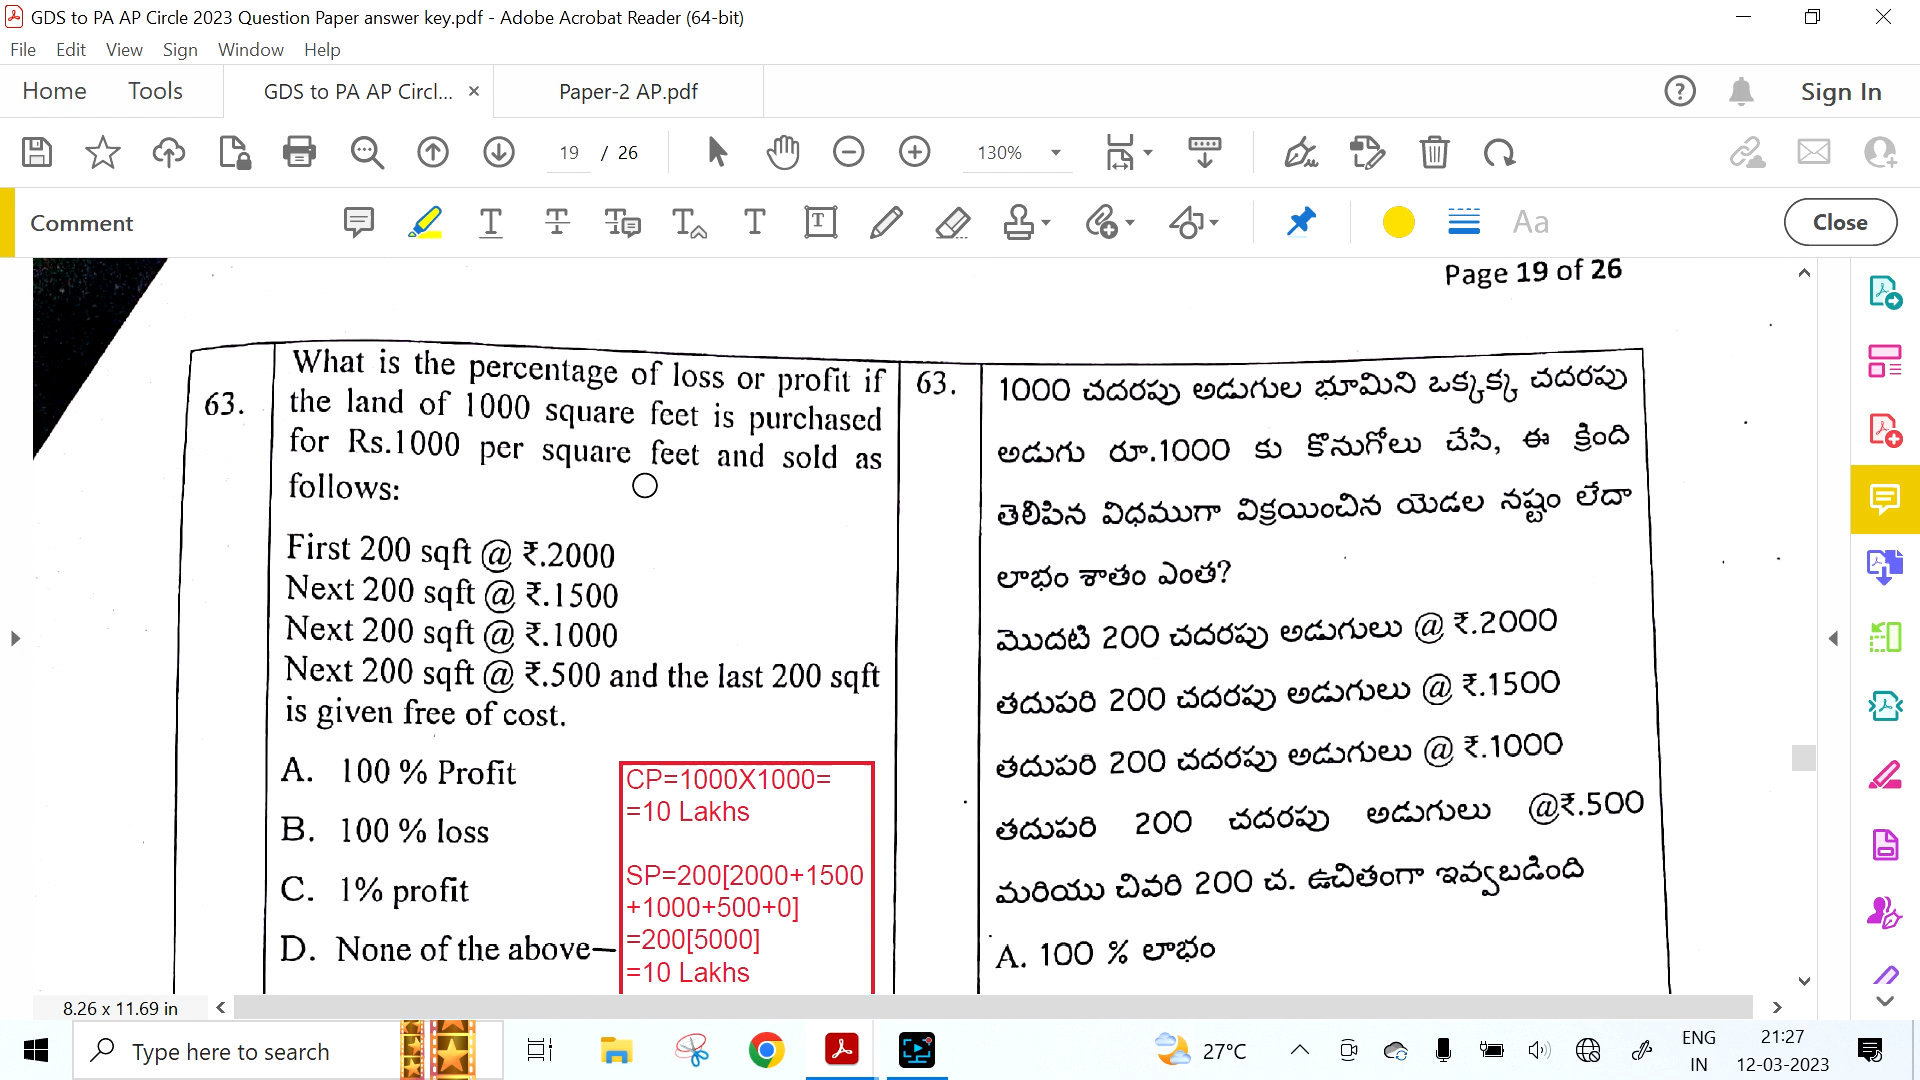 GDS to PA AP Circle 2023 Question Paper answer key.pdf - Adobe Acrobat Reader (64-bit)
File Edit View Sign Window Help
Home Tools GDS to PA AP Circl... × Paper-2 AP.pdf Sign In
19 / 26 130%
Comment Aa Close
Page 19 of 26
63.
What is the percentage of loss or profit if
the land of 1000 square feet is purchased
for Rs.1000 per square feet and sold as
follows:
First 200 sqft @ ₹.2000
Next 200 sqft @ ₹.1500
Next 200 sqft @ ₹.1000
Next 200 sqft @ ₹.500 and the last 200 sqft
is given free of cost.
A. 100 % Profit
B. 100 % loss
C. 1% profit
D. None of the above
CP=1000X1000=
=10 Lakhs
SP=200[2000+1500
+1000+500+0]
=200[5000]
=10 Lakhs
63.
1000 చదరపు అడుగుల భూమిని ఒక్కొక్క చదరపు
అడుగు రూ.1000 కు కొనుగోలు చేసి, ఈ క్రింది
తెలిపిన విధముగా విక్రయించిన యెడల నష్టం లేదా
లాభం శాతం ఎంత?
మొదటి 200 చదరపు అడుగులు @ ₹.2000
తదుపరి 200 చదరపు అడుగులు @ ₹.1500
తదుపరి 200 చదరపు అడుగులు @ ₹.1000
తదుపరి 200 చదరపు అడుగులు @₹.500
మరియు చివరి 200 చ. ఉచితంగా ఇవ్వబడింది
A. 100 % లాభం
8.26 x 11.69 in
Type here to search
27°C
ENG
IN
21:27
12-03-2023